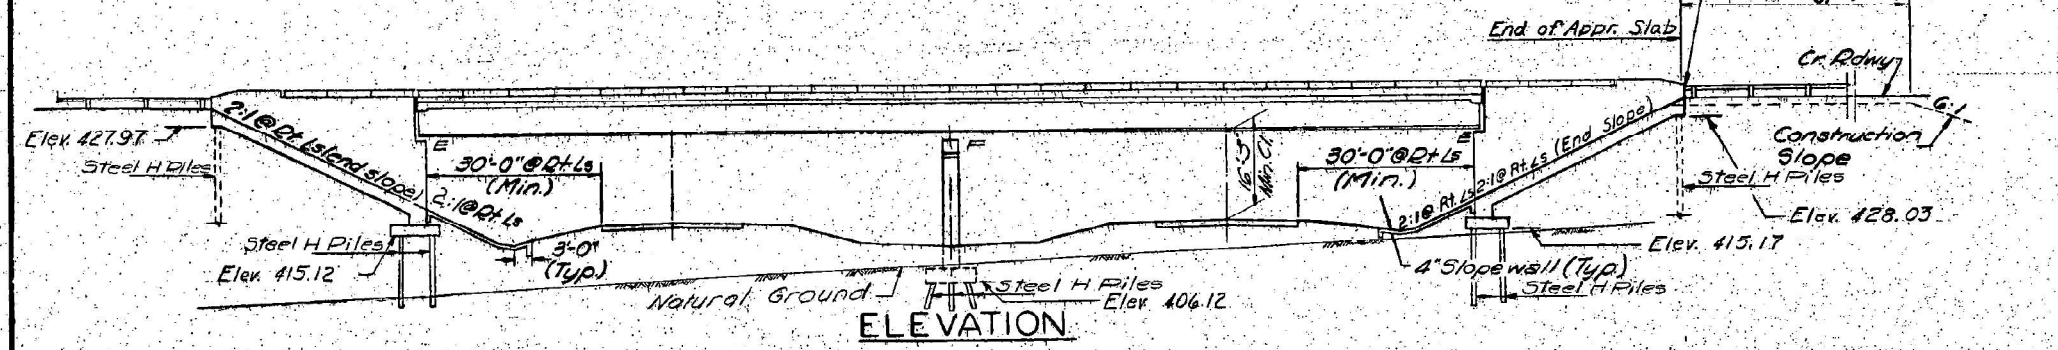 End of Appr. Slab
Cr. Rdwy
6:1
Construction
Slope
Elev. 427.97
Steel H Piles
2:1@Rt. Ls (end slope)
E
30'-0"@Rt Ls
(Min.)
2:1@Rt Ls
F
16'-3"
Min. Cl.
30'-0"@Rt Ls
(Min.)
E
2:1@Rt. Ls (End Slope)
2:1@Rt. Ls
Steel H Piles
Elev. 428.03
Steel H Piles
Elev. 415.12
3'-0"
(Typ.)
Elev. 415.17
4" Slopewall (Typ.)
Steel H Piles
Natural Ground
Steel H Piles
Elev. 406.12
ELEVATION